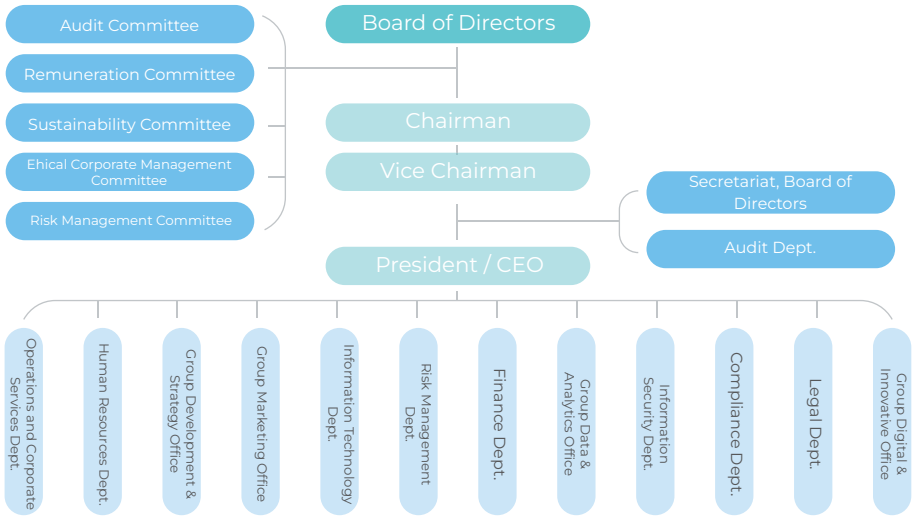 Audit Committee
Remuneration Committee
Sustainability Committee
Ehical Corporate Management
Committee
Risk Management Committee
Board of Directors
Chairman
Vice Chairman
President / CEO
Secretariat, Board of
Directors
Audit Dept.
Operations and Corporate
Services Dept.
Human Resources Dept.
Group Development &
Strategy Office
Group Marketing Office
Information Technology
Dept.
Risk Management
Dept.
Finance Dept.
Group Data &
Analytics Office
Information
Security Dept.
Compliance Dept.
Legal Dept.
Group Digital &
Innovative Office